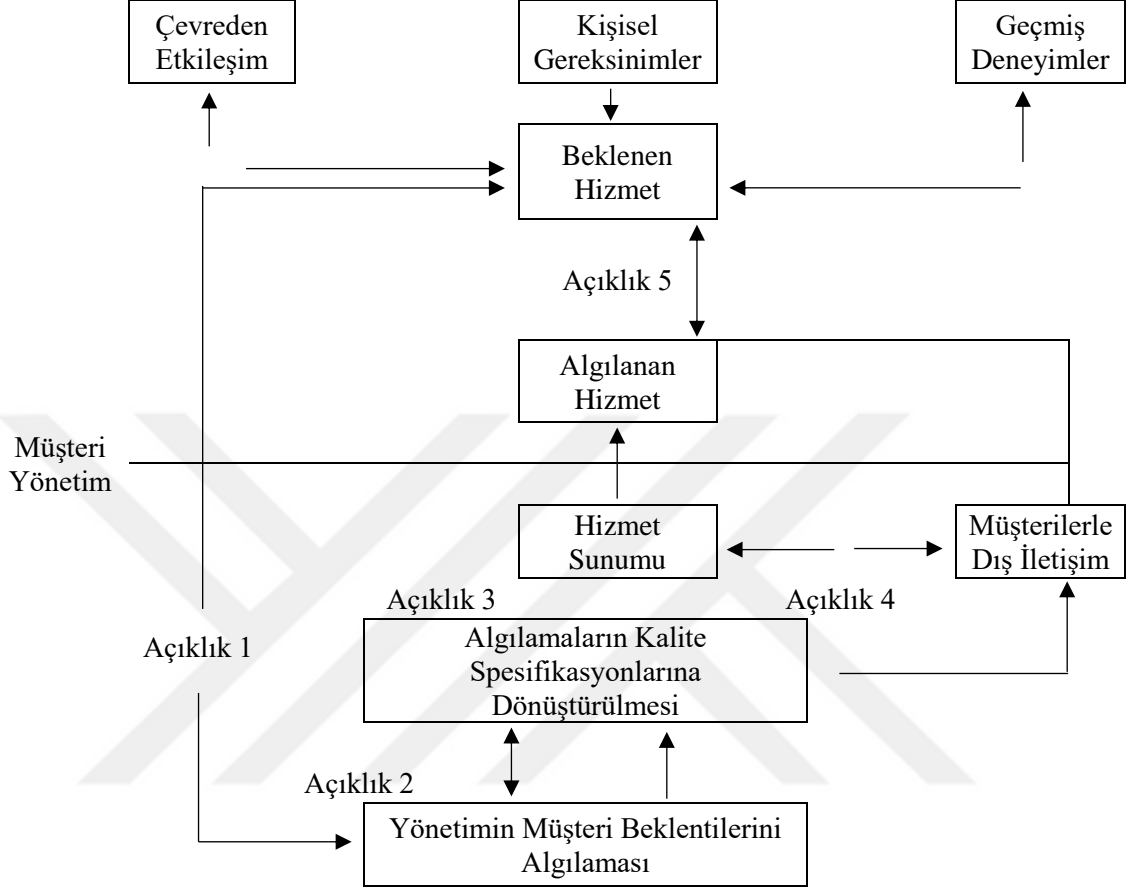 Çevreden
Etkileşim
Kişisel
Gereksinimler
Geçmiş
Deneyimler
Beklenen
Hizmet
Açıklık 5
Algılanan
Hizmet
Müşteri
Yönetim
Hizmet
Sunumu
Müşterilerle
Dış İletişim
Açıklık 3
Açıklık 4
Açıklık 1
Algılamaların Kalite
Spesifikasyonlarına
Dönüştürülmesi
Açıklık 2
Yönetimin Müşteri Beklentilerini
Algılaması